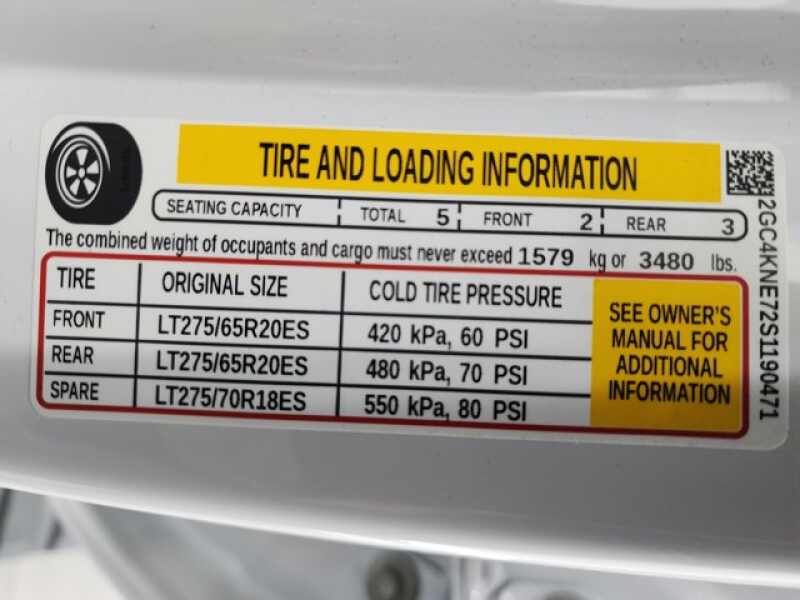 TIRE AND LOADING INFORMATION
SEATING CAPACITY TOTAL 5 FRONT 2 REAR 3
The combined weight of occupants and cargo must never exceed 1579 kg or 3480 lbs.
TIRE ORIGINAL SIZE COLD TIRE PRESSURE
FRONT LT275/65R20ES 420 kPa, 60 PSI
REAR LT275/65R20ES 480 kPa, 70 PSI
SPARE LT275/70R18ES 550 kPa, 80 PSI
SEE OWNER'S
MANUAL FOR
ADDITIONAL
INFORMATION
2GC4KNE72S1190471